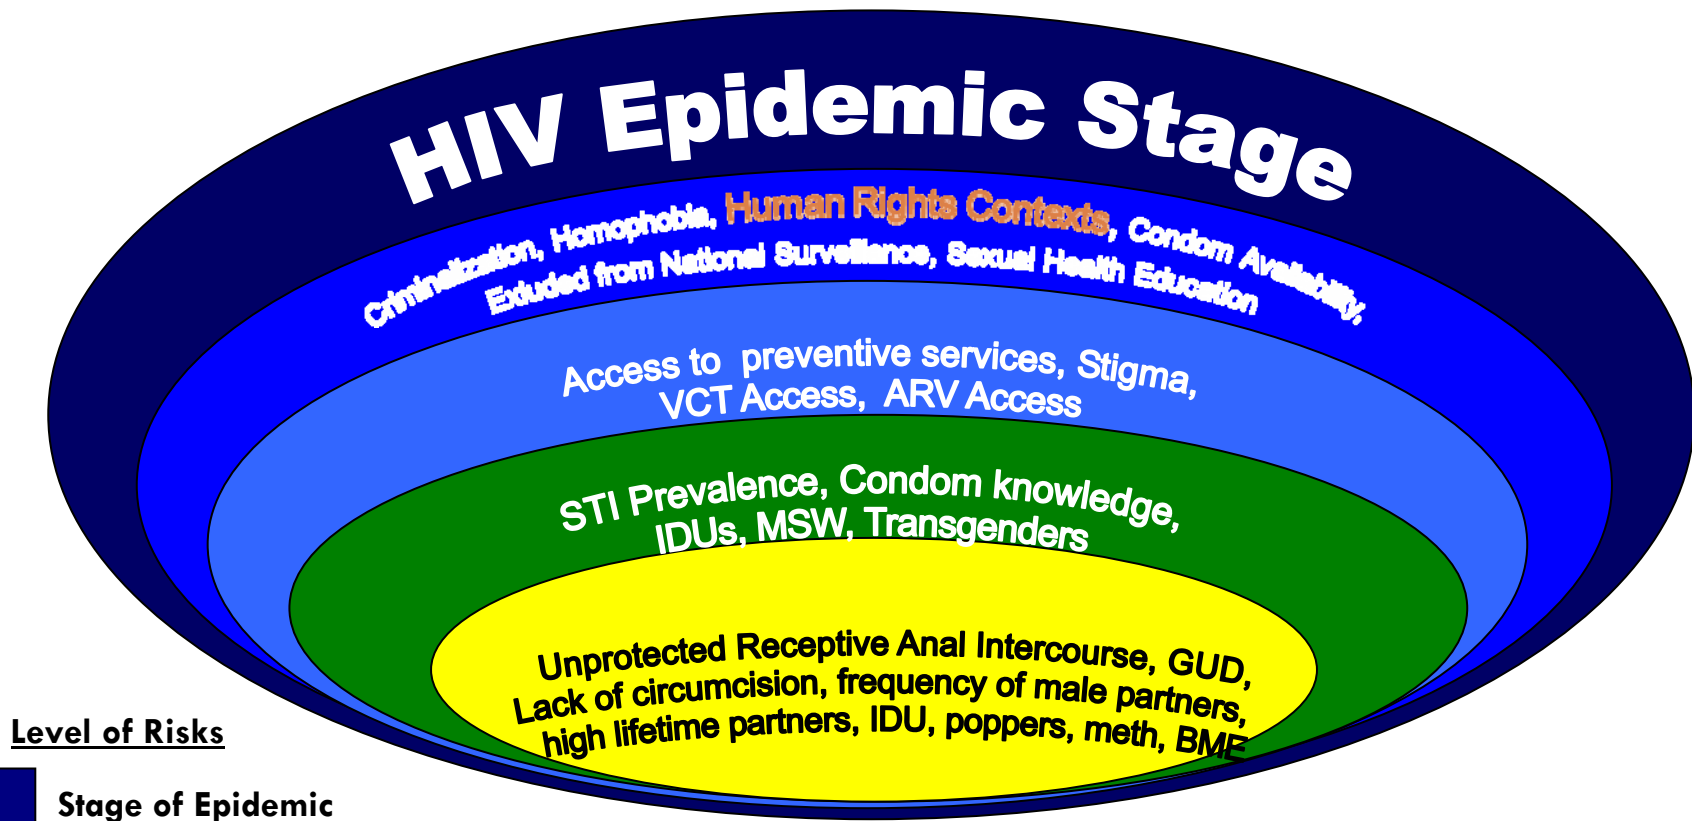 HIV Epidemic Stage
Criminalization, Homophobia, Human Rights Contexts, Condom Availability,
Exluded from National Surveillance, Sexual Health Education
Access to preventive services, Stigma,
VCT Access, ARV Access
STI Prevalence, Condom knowledge,
IDUs, MSW, Transgenders
Unprotected Receptive Anal Intercourse, GUD,
Lack of circumcision, frequency of male partners,
high lifetime partners, IDU, poppers, meth, BME
Level of Risks
Stage of Epidemic